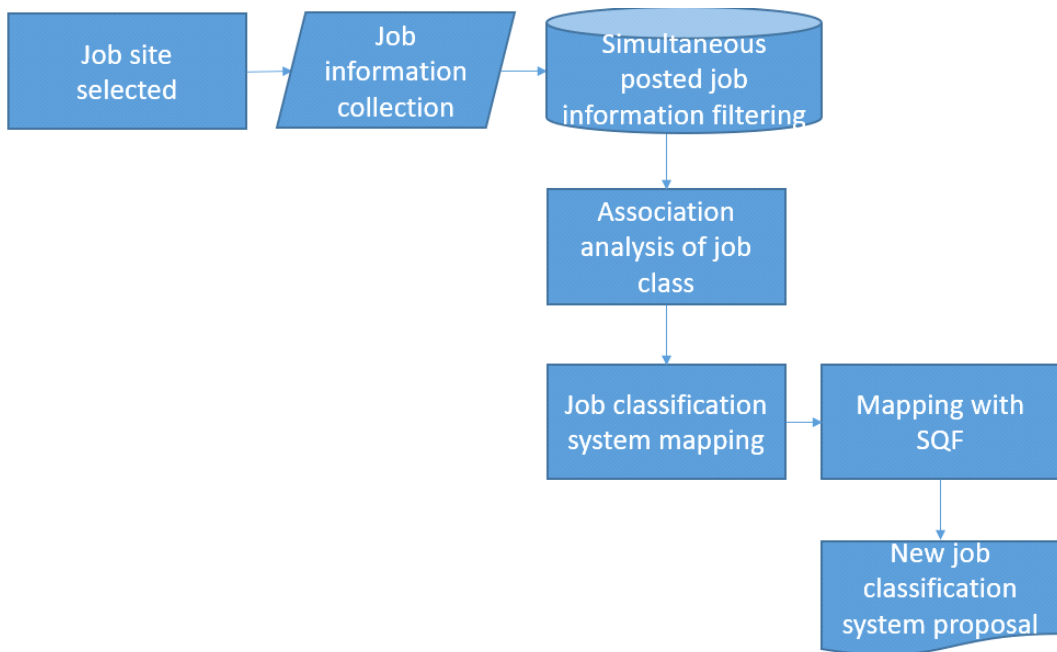 Job site
selected
Job
information
collection
Simultaneous
posted job
information filtering
Association
analysis of job
class
Job classification
system mapping
Mapping with
SQF
New job
classification
system proposal